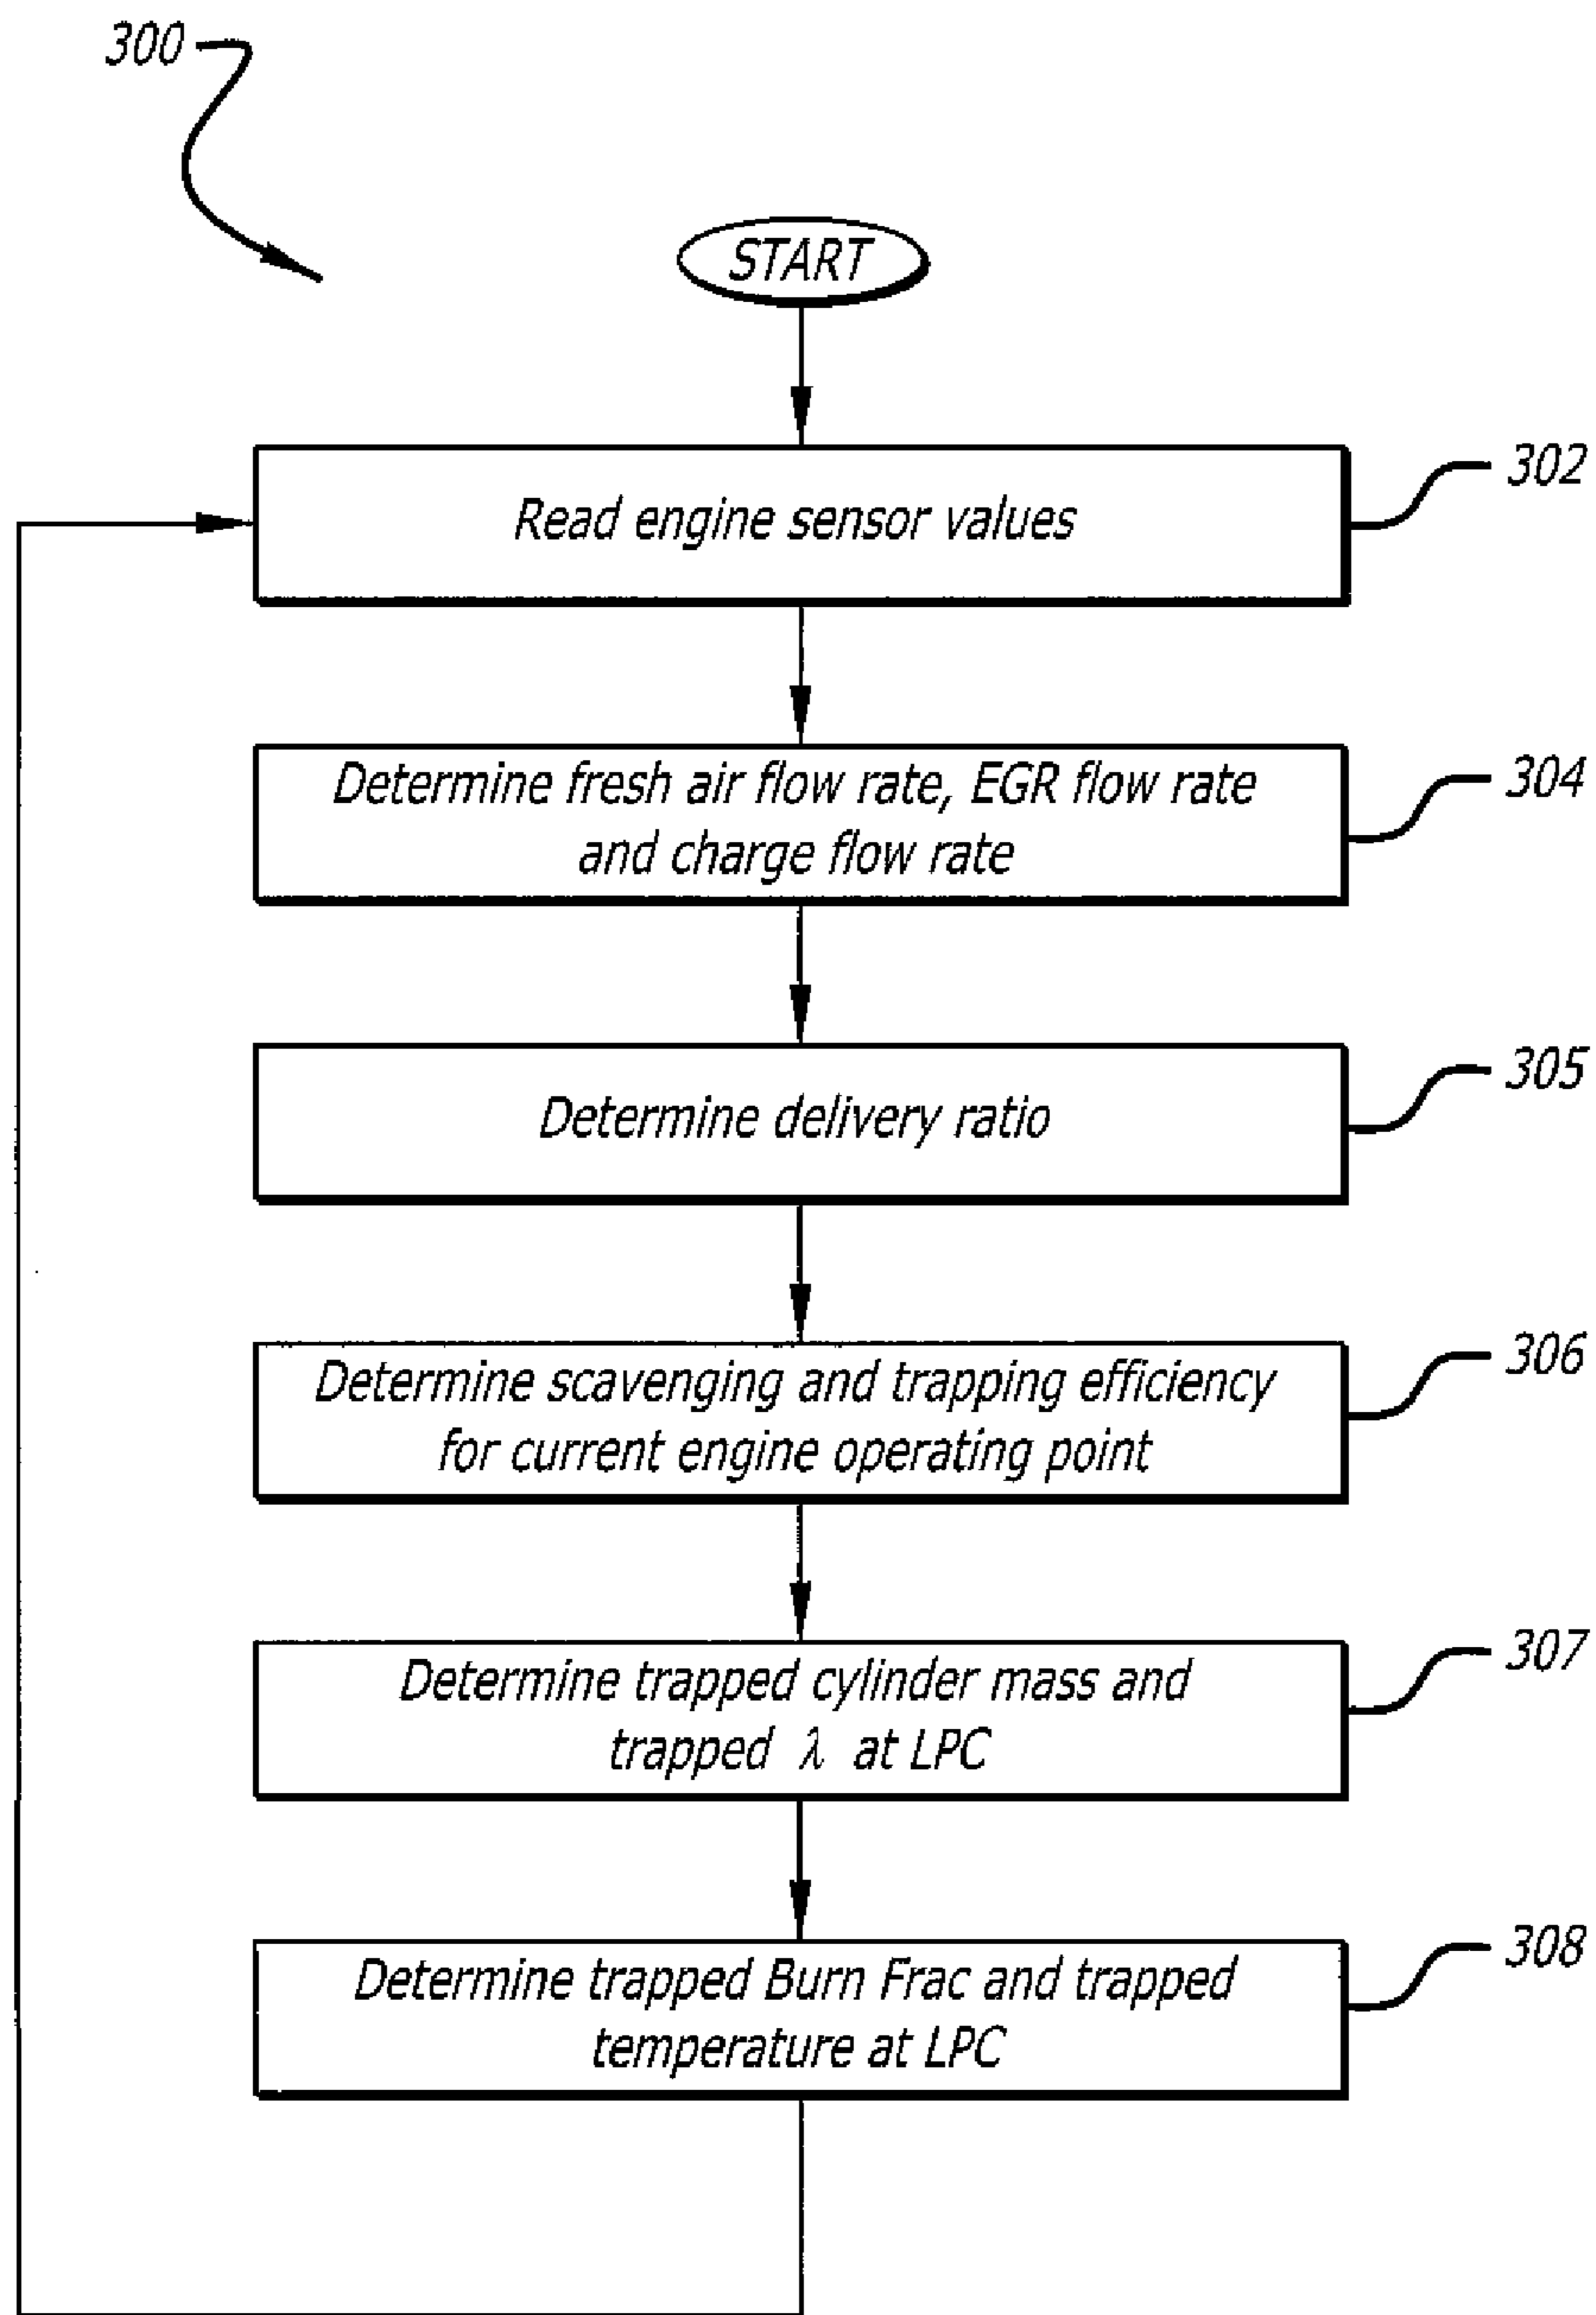 300
START
Read engine sensor values
302
Determine fresh air flow rate, EGR flow rate
and charge flow rate
304
Determine delivery ratio
305
Determine scavenging and trapping efficiency
for current engine operating point
306
Determine trapped cylinder mass and
trapped λ at LPC
307
Determine trapped Burn Frac and trapped
temperature at LPC
308